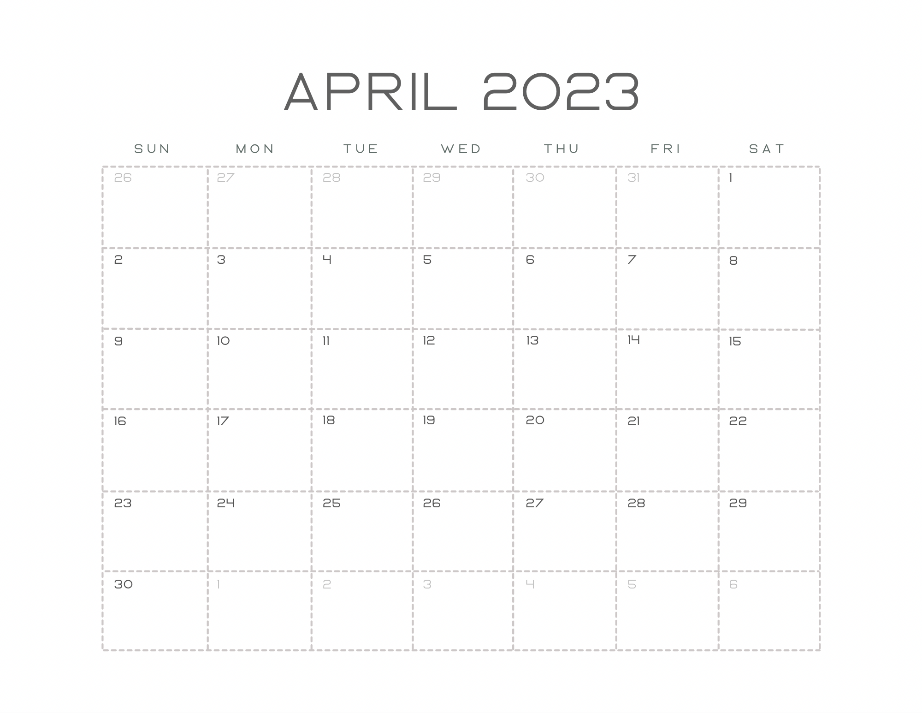 APRIL 2023
SUN MON TUE WED THU FRI SAT
26 27 28 29 30 31 1
2 3 4 5 6 7 8
9 10 11 12 13 14 15
16 17 18 19 20 21 22
23 24 25 26 27 28 29
30 1 2 3 4 5 6